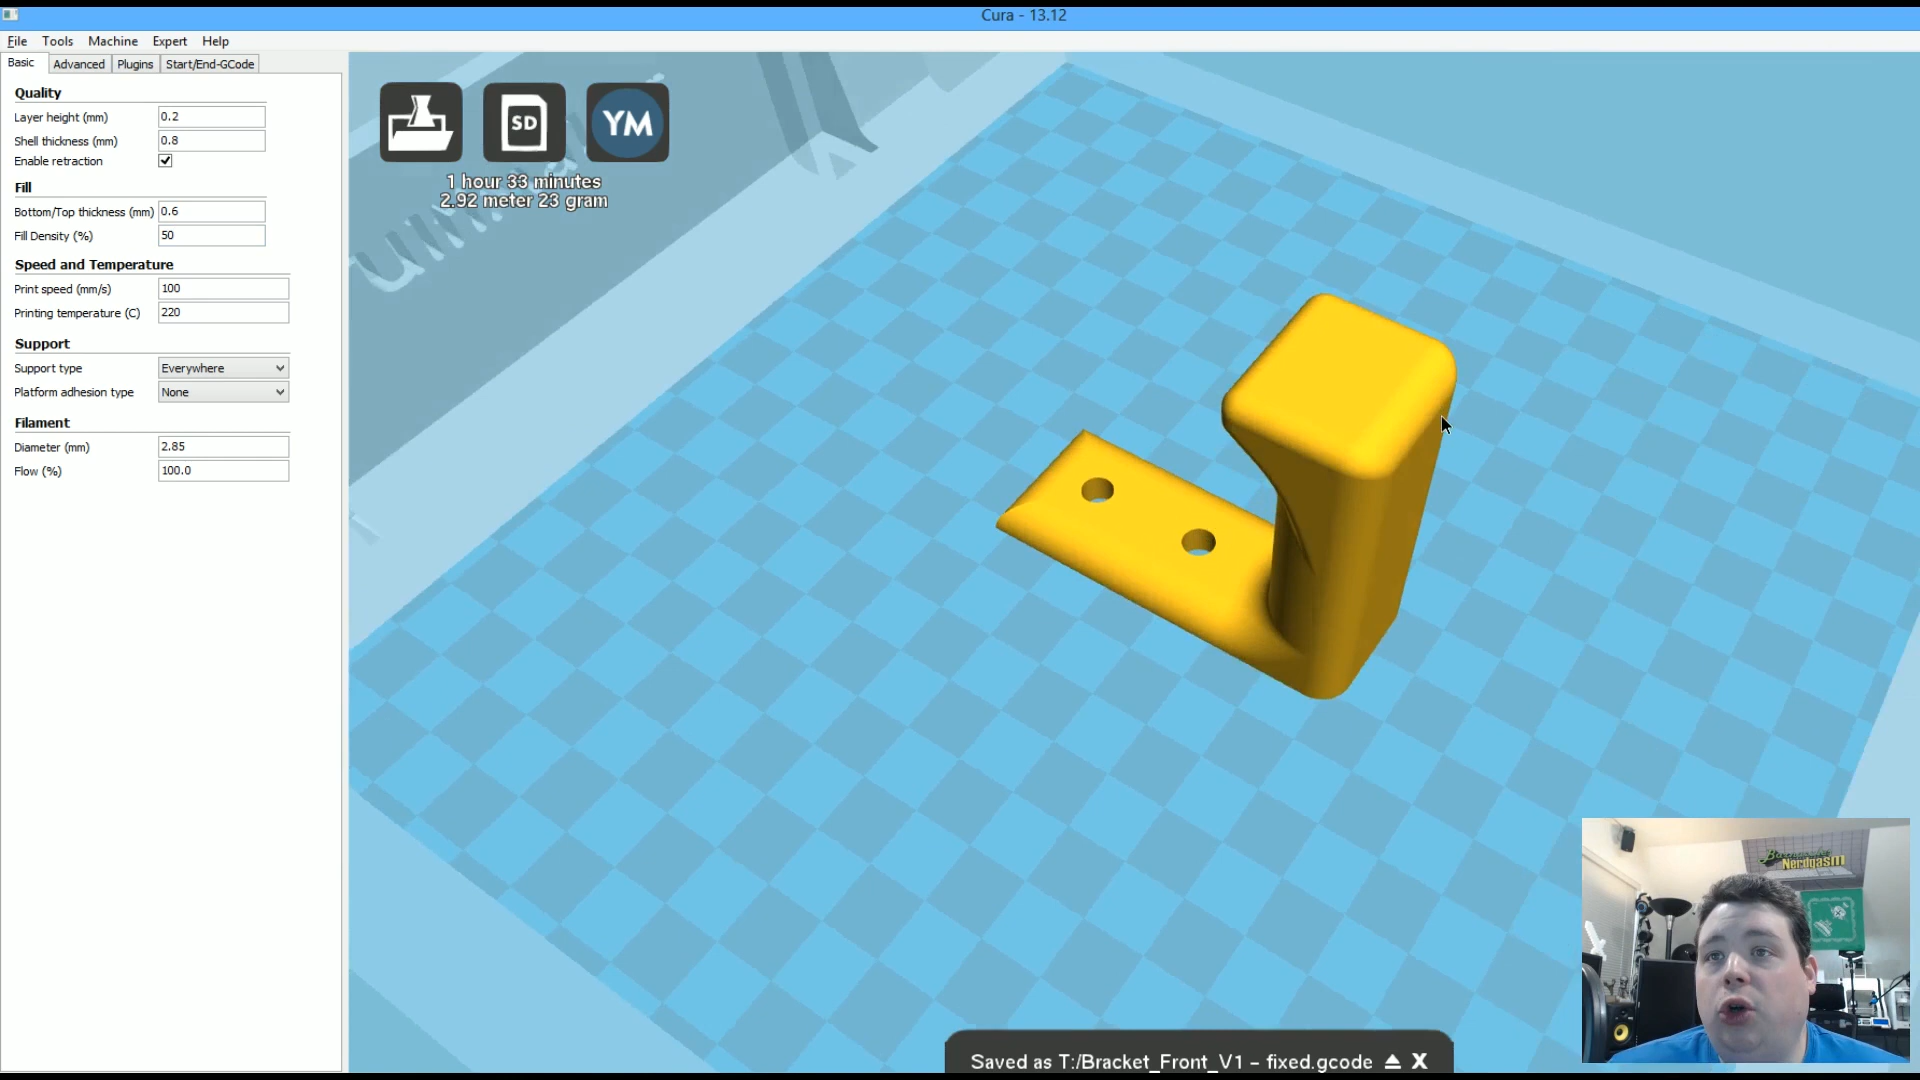 Cura - 13.12
File Tools Machine Expert Help
Basic Advanced Plugins Start/End-GCode
Quality
Layer height (mm) 0.2
Shell thickness (mm) 0.8
Enable retraction
Fill
Bottom/Top thickness (mm) 0.6
Fill Density (%) 50
Speed and Temperature
Print speed (mm/s) 100
Printing temperature (C) 220
Support
Support type Everywhere
Platform adhesion type None
Filament
Diameter (mm) 2.85
Flow (%) 100.0
SD
YM
1 hour 33 minutes
2.92 meter 23 gram
Nerdgasm
Saved as T:/Bracket_Front_V1 - fixed.gcode X